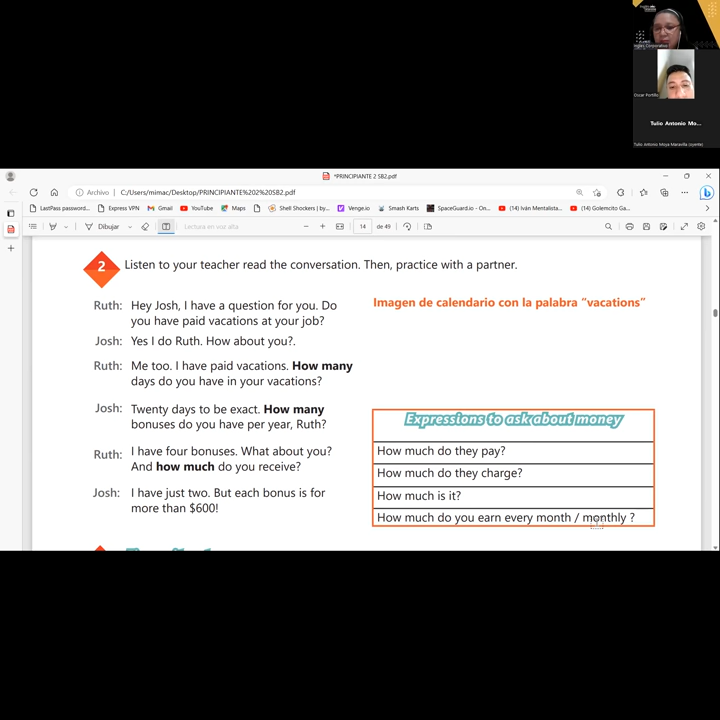 Inglés Corporativo
Oscar Portillo
Tulio Antonio Mo...
Tulio Antonio Moya Maravilla (oyente)
*PRINCIPIANTE 2 SB2.pdf
Archivo
C:/Users/mimac/Desktop/PRINCIPIANTE%202%20SB2.pdf
LastPass password... Express VPN Gmail YouTube Maps Shell Shockers | by... Venge.io Smash Karts SpaceGuard.io - On... (14) Iván Mentalista... (14) Golemcito Ga...
Dibujar Lectura en voz alta 14 de 49
2 Listen to your teacher read the conversation. Then, practice with a partner.
Ruth: Hey Josh, I have a question for you. Do
you have paid vacations at your job?
Josh: Yes I do Ruth. How about you?.
Ruth: Me too. I have paid vacations. How many
days do you have in your vacations?
Josh: Twenty days to be exact. How many
bonuses do you have per year, Ruth?
Ruth: I have four bonuses. What about you?
And how much do you receive?
Josh: I have just two. But each bonus is for
more than $600!
Imagen de calendario con la palabra “vacations”
Expressions to ask about money
How much do they pay?
How much do they charge?
How much is it?
How much do you earn every month / monthly ?